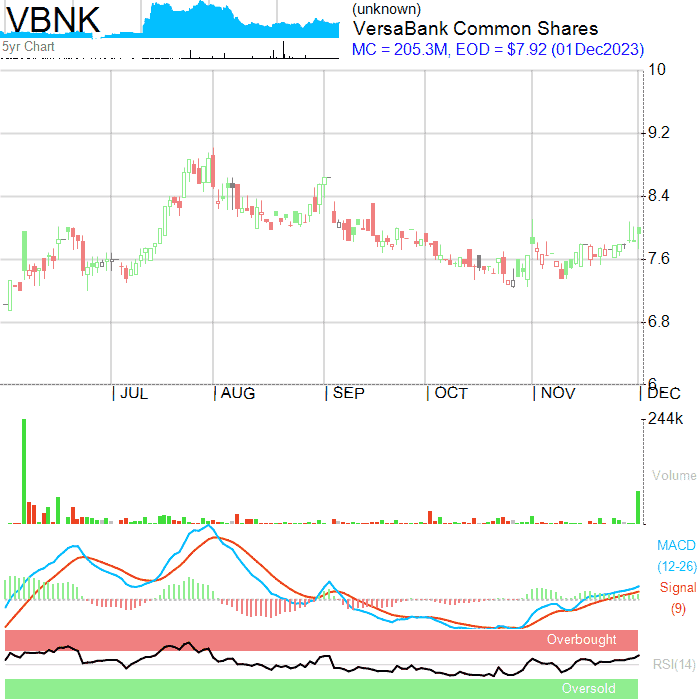 VBNK
(unknown)
VersaBank Common Shares
5yr Chart
MC = 205.3M, EOD = $7.92 (01Dec2023)
10
9.2
8.4
7.6
6.8
6
| JUL | AUG | SEP | OCT | NOV | DEC
244k
Volume
MACD
(12-26)
Signal
(9)
Overbought
RSI(14)
Oversold